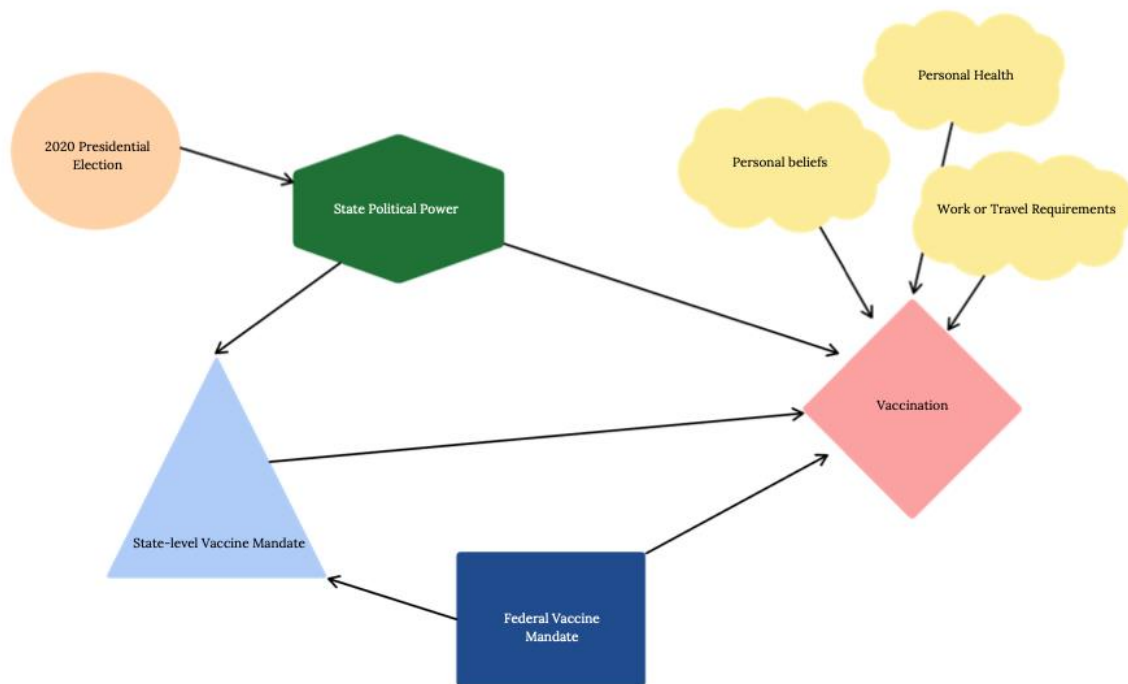 Personal Health
2020 Presidential
Election
Personal beliefs
State Political Power
Work or Travel Requirements
Vaccination
State-level Vaccine Mandate
Federal Vaccine
Mandate